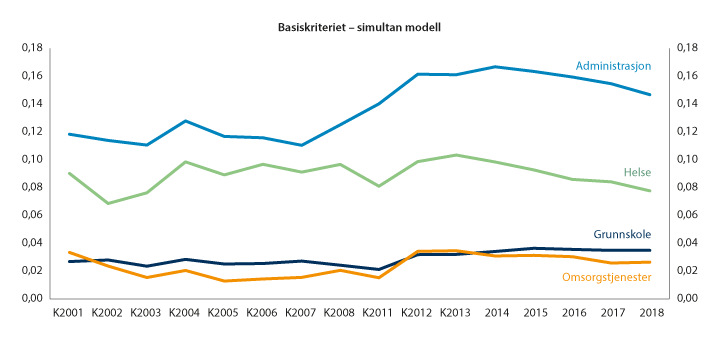 Basiskriteriet – simultan modell
0,18 0,18
0,16 0,16
Administrasjon
0,14 0,14
0,12 0,12
0,10 0,10
Helse
0,08 0,08
0,06 0,06
Grunnskole
0,04 0,04
0,02 0,02
Omsorgstjenester
0,00 0,00
K2001 K2002 K2003 K2004 K2005 K2006 K2007 K2008 K2011 K2012 K2013 2014 2015 2016 2017 2018